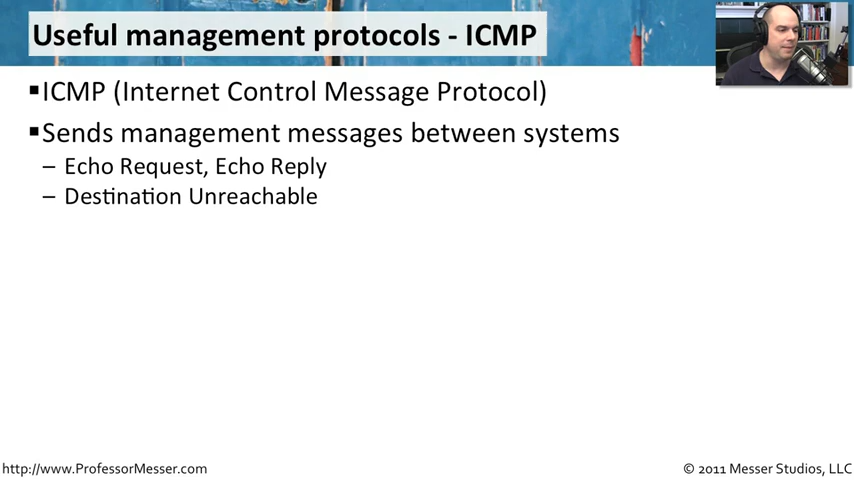 Useful management protocols - ICMP
▪ICMP (Internet Control Message Protocol)
▪Sends management messages between systems
– Echo Request, Echo Reply
– Destination Unreachable
http://www.ProfessorMesser.com
© 2011 Messer Studios, LLC